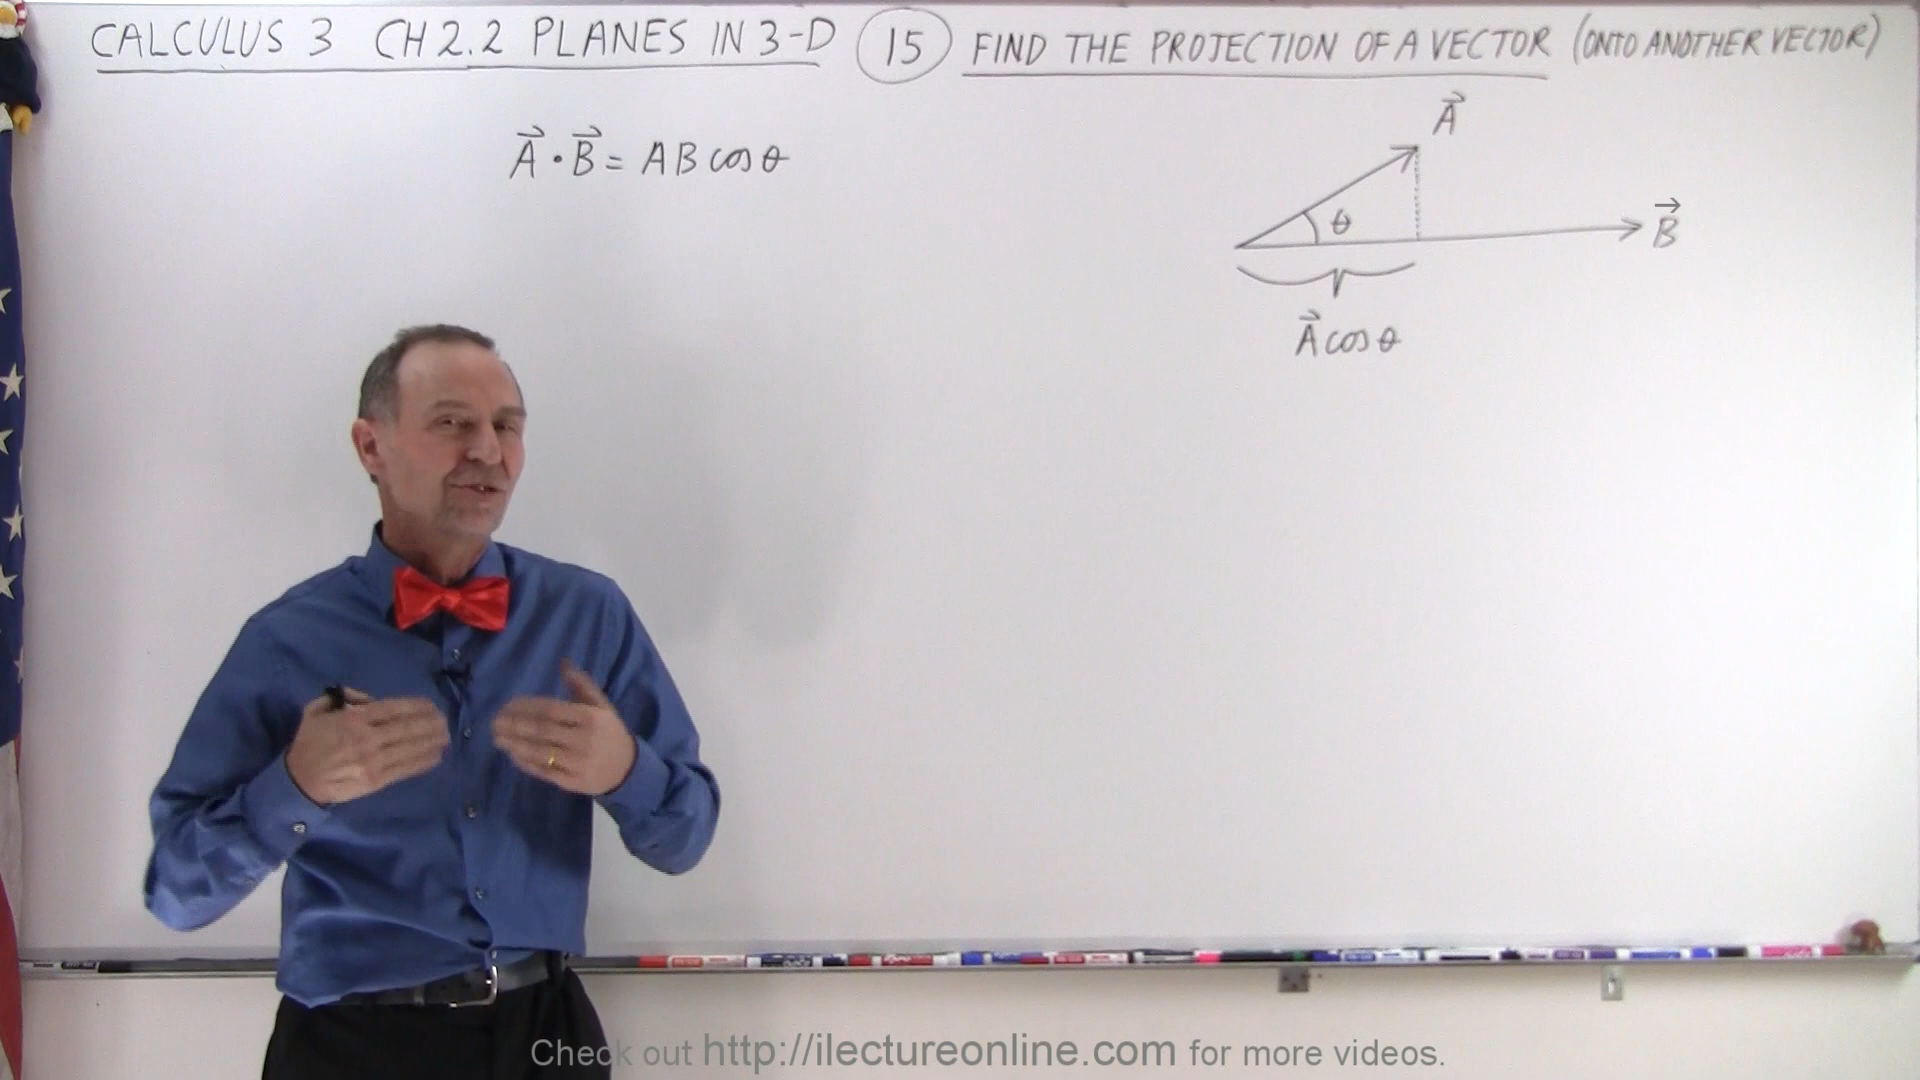 CALCULUS 3 CH 2.2 PLANES IN 3-D 15 FIND THE PROJECTION OF A VECTOR (ONTO ANOTHER VECTOR)
A⃗ · B⃗ = A B cos θ
A⃗
θ
B⃗
A⃗ cos θ
Check out http://ilectureonline.com for more videos.